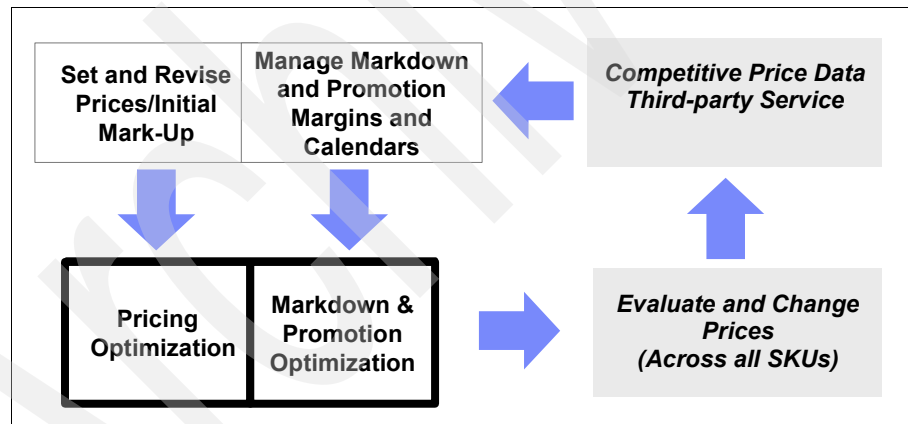 Set and Revise
Prices/Initial
Mark-Up
Manage Markdown
and Promotion
Margins and
Calendars
Competitive Price Data
Third-party Service
Pricing
Optimization
Markdown &
Promotion
Optimization
Evaluate and Change
Prices
(Across all SKUs)